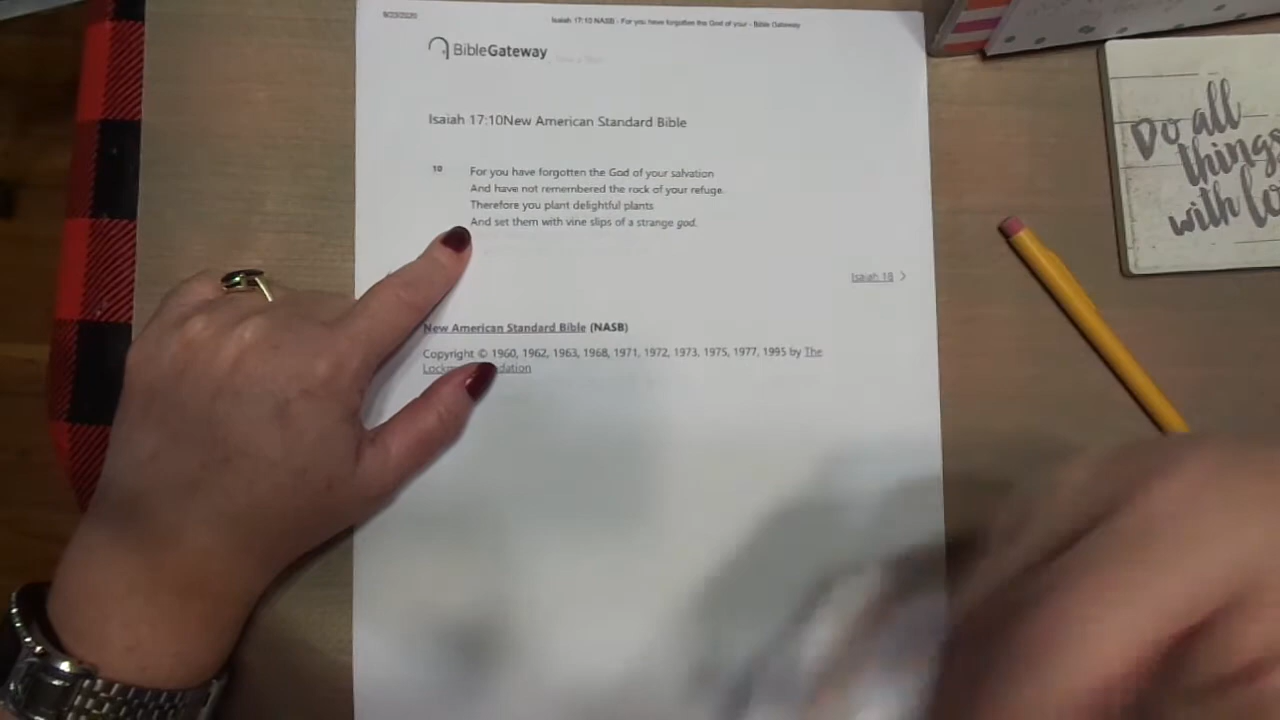 9/23/2020
Isaiah 17:10 NASB - For you have forgotten the God of your - Bible Gateway
BibleGateway
Isaiah 17:10New American Standard Bible
10 For you have forgotten the God of your salvation
And have not remembered the rock of your refuge.
Therefore you plant delightful plants
And set them with vine slips of a strange god.
Isaiah 18 >
New American Standard Bible (NASB)
Copyright © 1960, 1962, 1963, 1968, 1971, 1972, 1973, 1975, 1977, 1995 by The
Do all
things
with